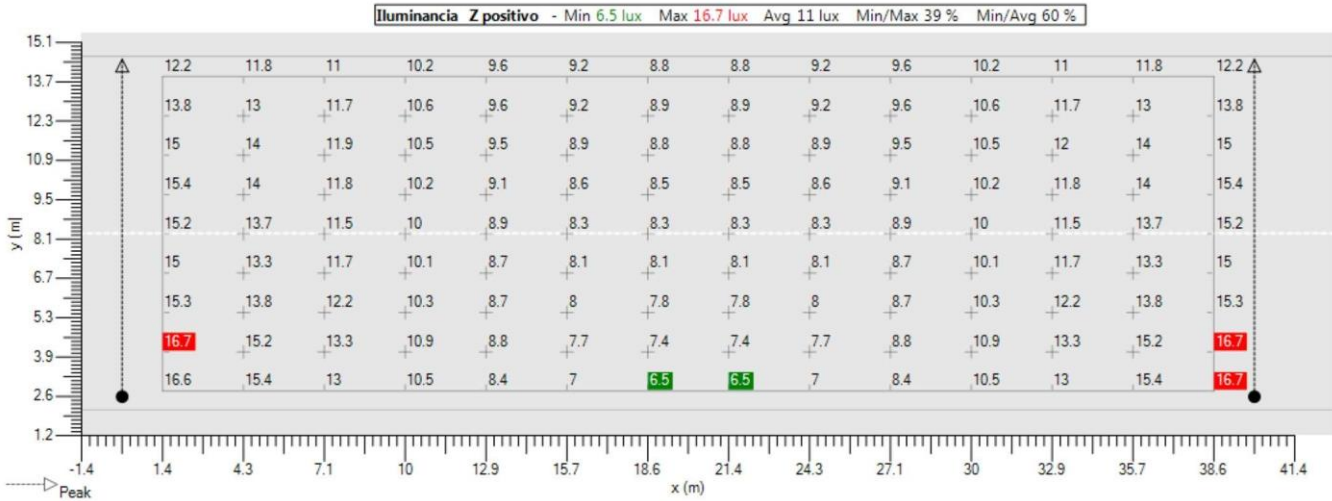 Iluminancia Z positivo - Min 6.5 lux Max 16.7 lux Avg 11 lux Min/Max 39 % Min/Avg 60 %
15.1
12.2 11.8 11 10.2 9.6 9.2 8.8 8.8 9.2 9.6 10.2 11 11.8 12.2
13.7
13.8 13 11.7 10.6 9.6 9.2 8.9 8.9 9.2 9.6 10.6 11.7 13 13.8
12.3
15 14 11.9 10.5 9.5 8.9 8.8 8.8 8.9 9.5 10.5 12 14 15
10.9
15.4 14 11.8 10.2 9.1 8.6 8.5 8.5 8.6 9.1 10.2 11.8 14 15.4
9.5
15.2 13.7 11.5 10 8.9 8.3 8.3 8.3 8.3 8.9 10 11.5 13.7 15.2
8.1
15 13.3 11.7 10.1 8.7 8.1 8.1 8.1 8.1 8.7 10.1 11.7 13.3 15
6.7
15.3 13.8 12.2 10.3 8.7 8 7.8 7.8 8 8.7 10.3 12.2 13.8 15.3
5.3
16.7 15.2 13.3 10.9 8.8 7.7 7.4 7.4 7.7 8.8 10.9 13.3 15.2 16.7
3.9
16.6 15.4 13 10.5 8.4 7 6.5 6.5 7 8.4 10.5 13 15.4 16.7
2.6
1.2
y (m)
-1.4 1.4 4.3 7.1 10 12.9 15.7 18.6 21.4 24.3 27.1 30 32.9 35.7 38.6 41.4
x (m)
Peak